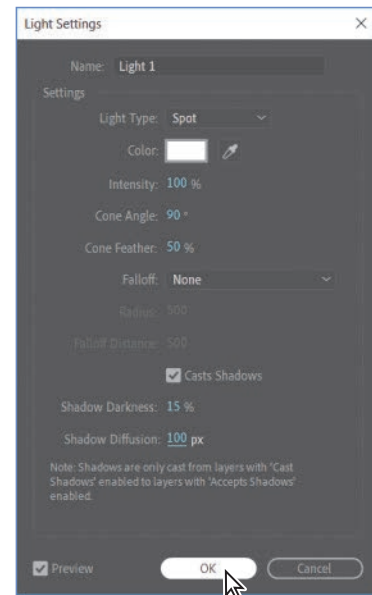 Light Settings
Name: Light 1
Settings
Light Type: Spot
Color:
Intensity: 100 %
Cone Angle: 90 °
Cone Feather: 50 %
Falloff: None
Radius: 500
Falloff Distance: 500
Casts Shadows
Shadow Darkness: 15 %
Shadow Diffusion: 100 px
Note: Shadows are only cast from layers with 'Cast
Shadows' enabled to layers with 'Accepts Shadows'
enabled.
Preview OK Cancel